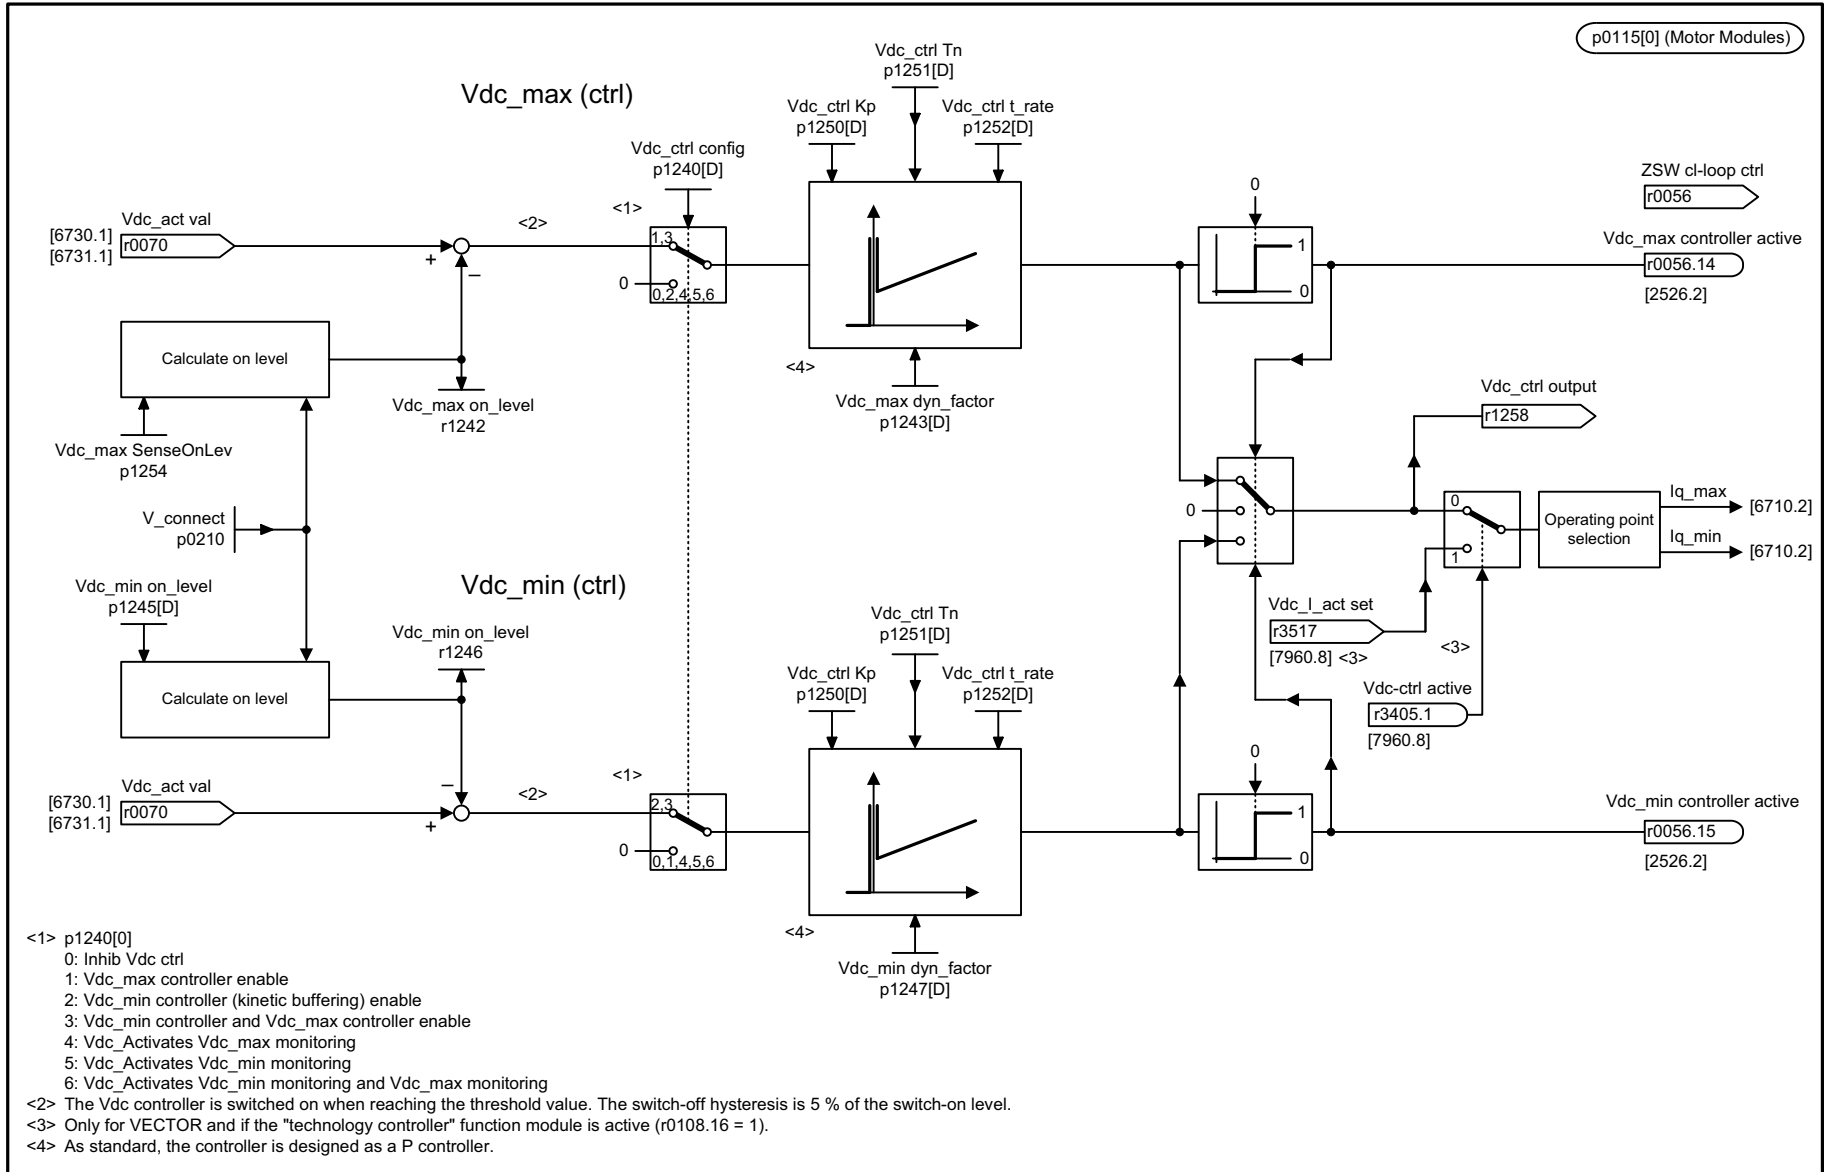 p0115[0] (Motor Modules)
Vdc_max (ctrl)
Vdc_ctrl Tn
p1251[D]
Vdc_ctrl Kp
p1250[D]
Vdc_ctrl t_rate
p1252[D]
Vdc_ctrl config
p1240[D]
ZSW cl-loop ctrl
r0056
[6730.1]
[6731.1]
Vdc_act val
r0070
+
–
<2>
<1>
1,3
0
0,2,4,5,6
0
1
0
Vdc_max controller active
r0056.14
[2526.2]
Calculate on level
Vdc_max on_level
r1242
<4>
Vdc_max dyn_factor
p1243[D]
Vdc_max SenseOnLev
p1254
Vdc_ctrl output
r1258
V_connect
p0210
0
0
1
Operating point
selection
Iq_max
[6710.2]
Iq_min
[6710.2]
Vdc_min (ctrl)
Vdc_min on_level
p1245[D]
Vdc_min on_level
r1246
Calculate on level
Vdc_ctrl Tn
p1251[D]
Vdc_ctrl Kp
p1250[D]
Vdc_ctrl t_rate
p1252[D]
Vdc_I_act set
r3517
[7960.8] <3>
<3>
Vdc-ctrl active
r3405.1
[7960.8]
[6730.1]
[6731.1]
Vdc_act val
r0070
–
+
<2>
<1>
2,3
0
0,1,4,5,6
0
1
0
Vdc_min controller active
r0056.15
[2526.2]
<4>
Vdc_min dyn_factor
p1247[D]
<1> p1240[0]
0: Inhib Vdc ctrl
1: Vdc_max controller enable
2: Vdc_min controller (kinetic buffering) enable
3: Vdc_min controller and Vdc_max controller enable
4: Vdc_Activates Vdc_max monitoring
5: Vdc_Activates Vdc_min monitoring
6: Vdc_Activates Vdc_min monitoring and Vdc_max monitoring
<2> The Vdc controller is switched on when reaching the threshold value. The switch-off hysteresis is 5 % of the switch-on level.
<3> Only for VECTOR and if the "technology controller" function module is active (r0108.16 = 1).
<4> As standard, the controller is designed as a P controller.